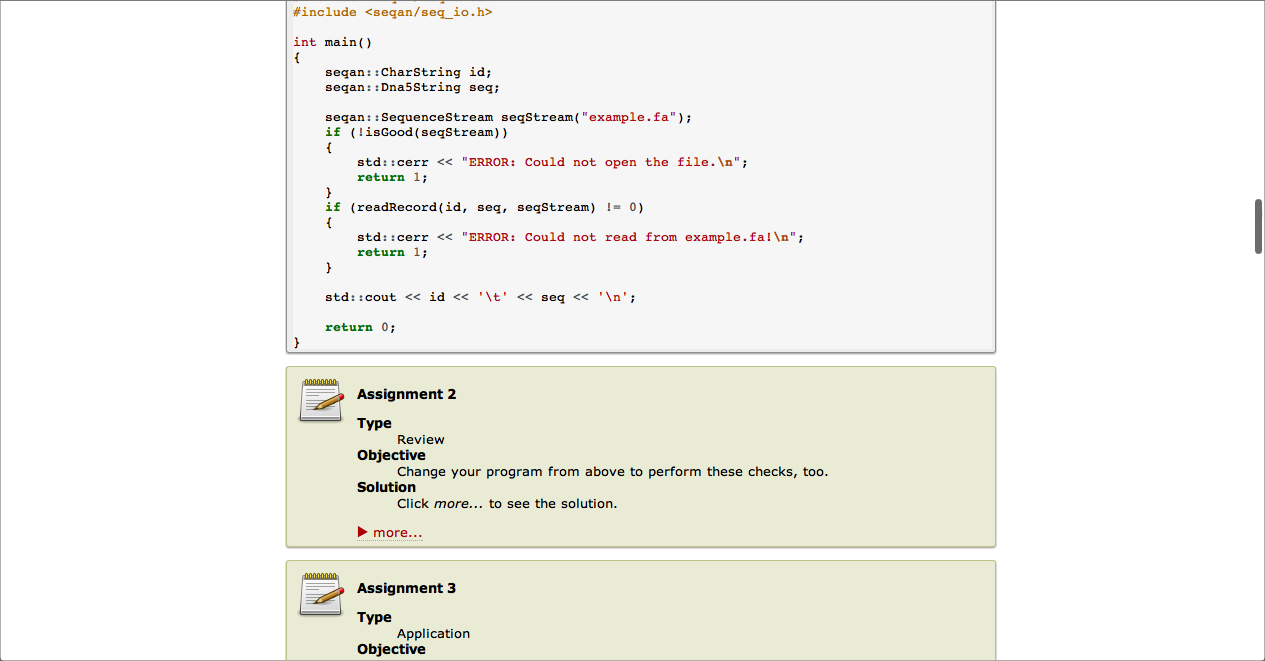 #include <seqan/seq_io.h>
int main()
{
    seqan::CharString id;
    seqan::Dna5String seq;
    seqan::SequenceStream seqStream("example.fa");
    if (!isGood(seqStream))
    {
        std::cerr << "ERROR: Could not open the file.\n";
        return 1;
    }
    if (readRecord(id, seq, seqStream) != 0)
    {
        std::cerr << "ERROR: Could not read from example.fa!\n";
        return 1;
    }
    std::cout << id << '\t' << seq << '\n';
    return 0;
}
Assignment 2
Type
Review
Objective
Change your program from above to perform these checks, too.
Solution
Click more... to see the solution.
more...
Assignment 3
Type
Application
Objective